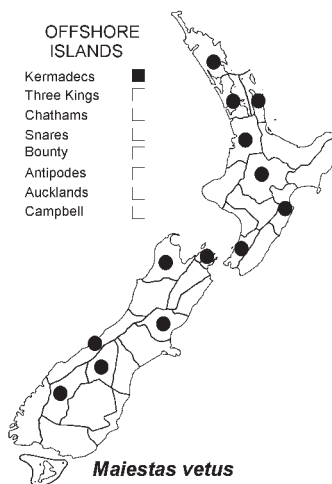 OFFSHORE
ISLANDS
Kermadecs
Three Kings
Chathams
Snares
Bounty
Antipodes
Aucklands
Campbell
Maiestas vetus